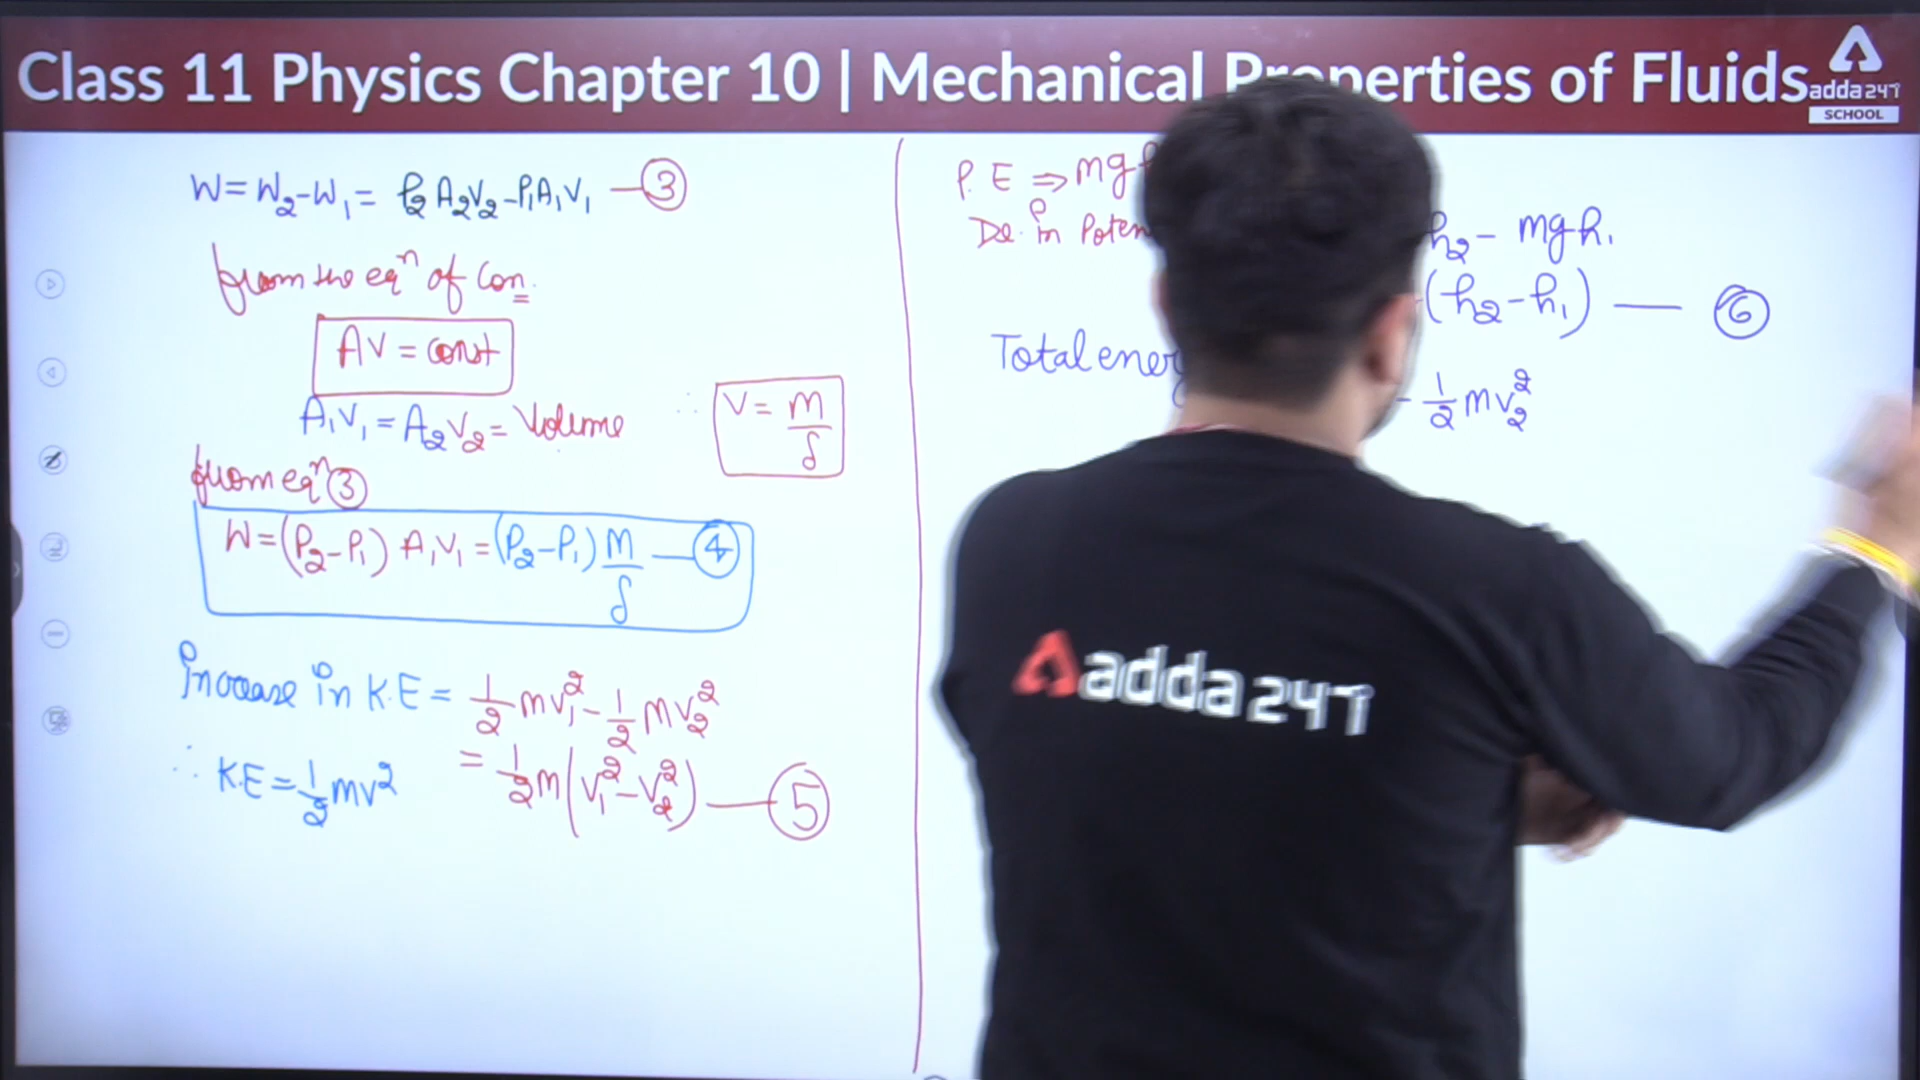 Class 11 Physics Chapter 10 | Mechanical Properties of Fluids
adda247
SCHOOL
W = W₂ - W₁ = P₂A₂V₂ - P₁A₁V₁ — ③
from the eqⁿ of Con.
AV = const
A₁V₁ = A₂V₂ = Volume
∴ V = m/ρ
from eqⁿ ③
W = (P₂ - P₁) A₁V₁ = (P₂ - P₁) m/ρ — ④
Increase in K.E = 1/2 mv₁² - 1/2 mv₂²
∴ K.E = 1/2 mv²
= 1/2 m (v₁² - v₂²) — ⑤
P.E ⇒ mg
De. in Poten
h₂ - mgh₁
(h₂ - h₁) — ⑥
Total ener
- 1/2 mv₂²
adda247